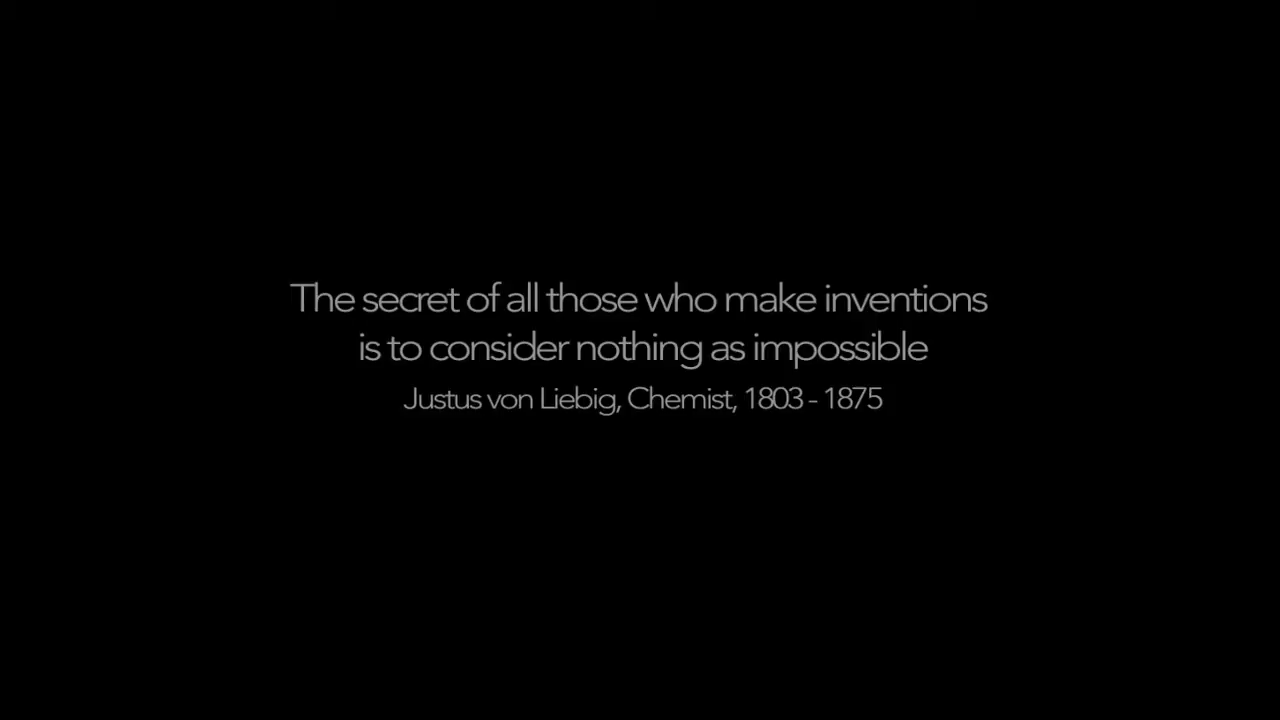 The secret of all those who make inventions
is to consider nothing as impossible
Justus von Liebig, Chemist, 1803 - 1875